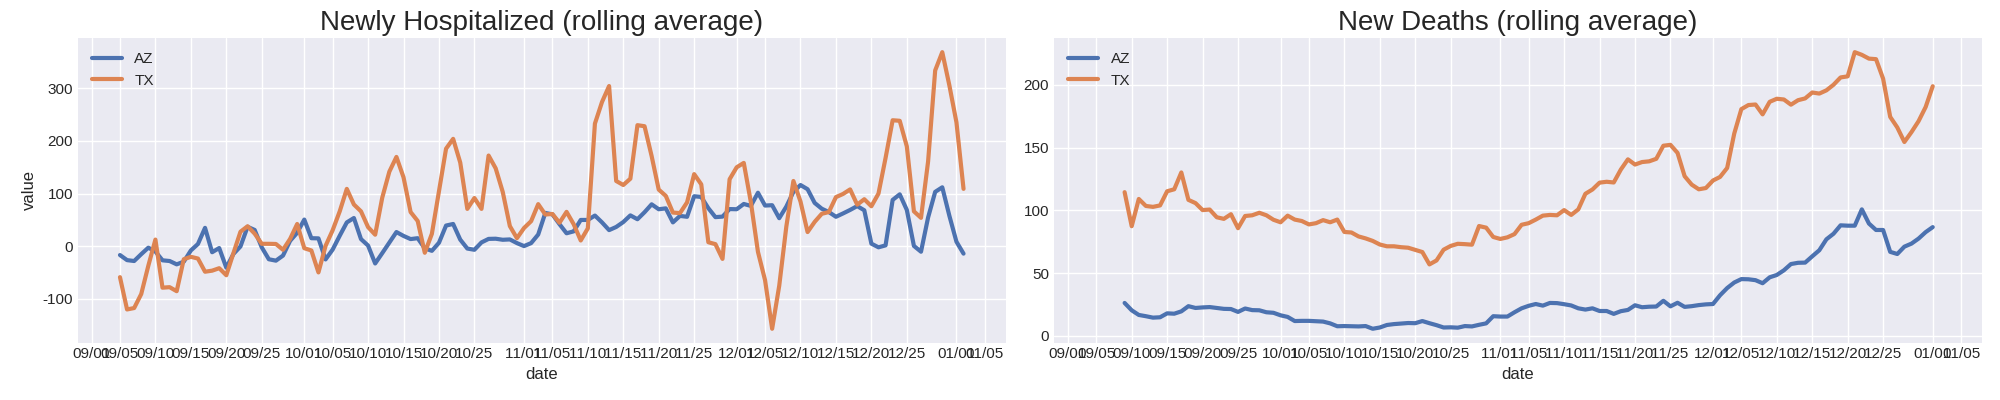 Newly Hospitalized (rolling average)
AZ
TX
300
200
100
0
-100
value
09/01 09/05 09/10 09/15 09/20 09/25 10/01 10/05 10/10 10/15 10/20 10/25 11/01 11/05 11/10 11/15 11/20 11/25 12/01 12/05 12/10 12/15 12/20 12/25 01/01 01/05
date
New Deaths (rolling average)
AZ
TX
200
150
100
50
0
09/01 09/05 09/10 09/15 09/20 09/25 10/01 10/05 10/10 10/15 10/20 10/25 11/01 11/05 11/10 11/15 11/20 11/25 12/01 12/05 12/10 12/15 12/20 12/25 01/01 01/05
date